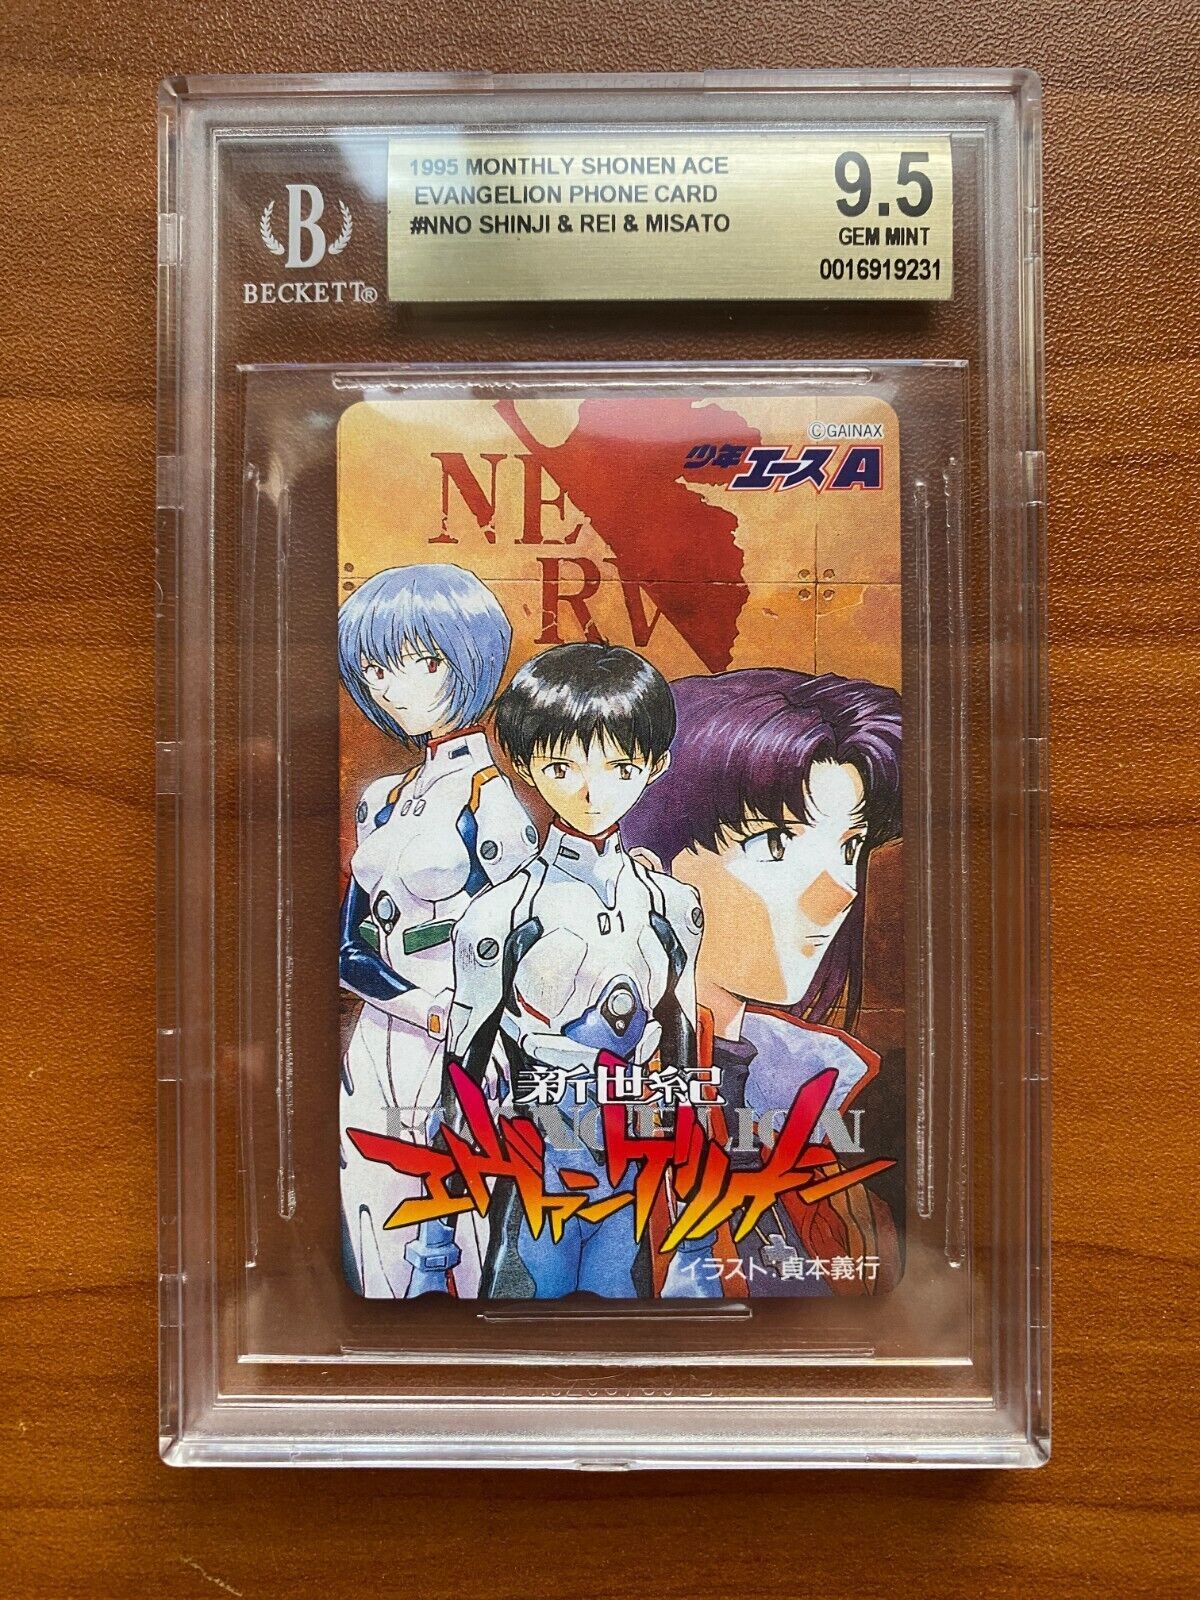 1995 MONTHLY SHONEN ACE
EVANGELION PHONE CARD
#NNO SHINJI & REI & MISATO
9.5
GEM MINT
0016919231
B
BECKETT®
©GAINAX
少年エースA
NE
RV
00
01
新世紀
EVANGELION
エヴァンゲリオン
イラスト:貞本義行